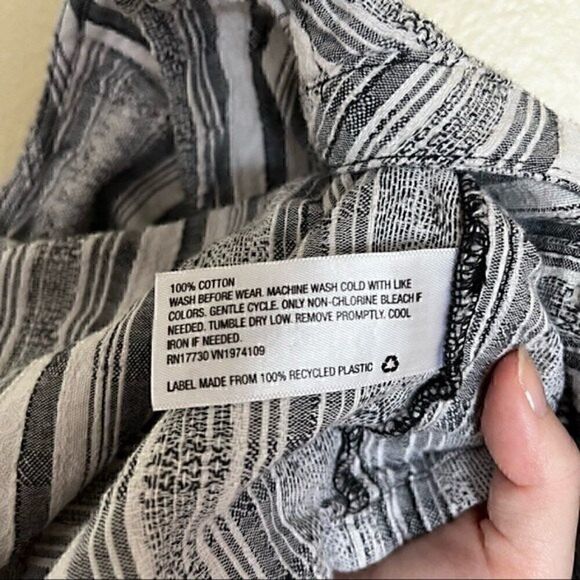 100% COTTON
WASH BEFORE WEAR. MACHINE WASH COLD WITH LIKE
COLORS. GENTLE CYCLE. ONLY NON-CHLORINE BLEACH IF
NEEDED. TUMBLE DRY LOW. REMOVE PROMPTLY. COOL
IRON IF NEEDED.
RN17730 VN1974109
LABEL MADE FROM 100% RECYCLED PLASTIC